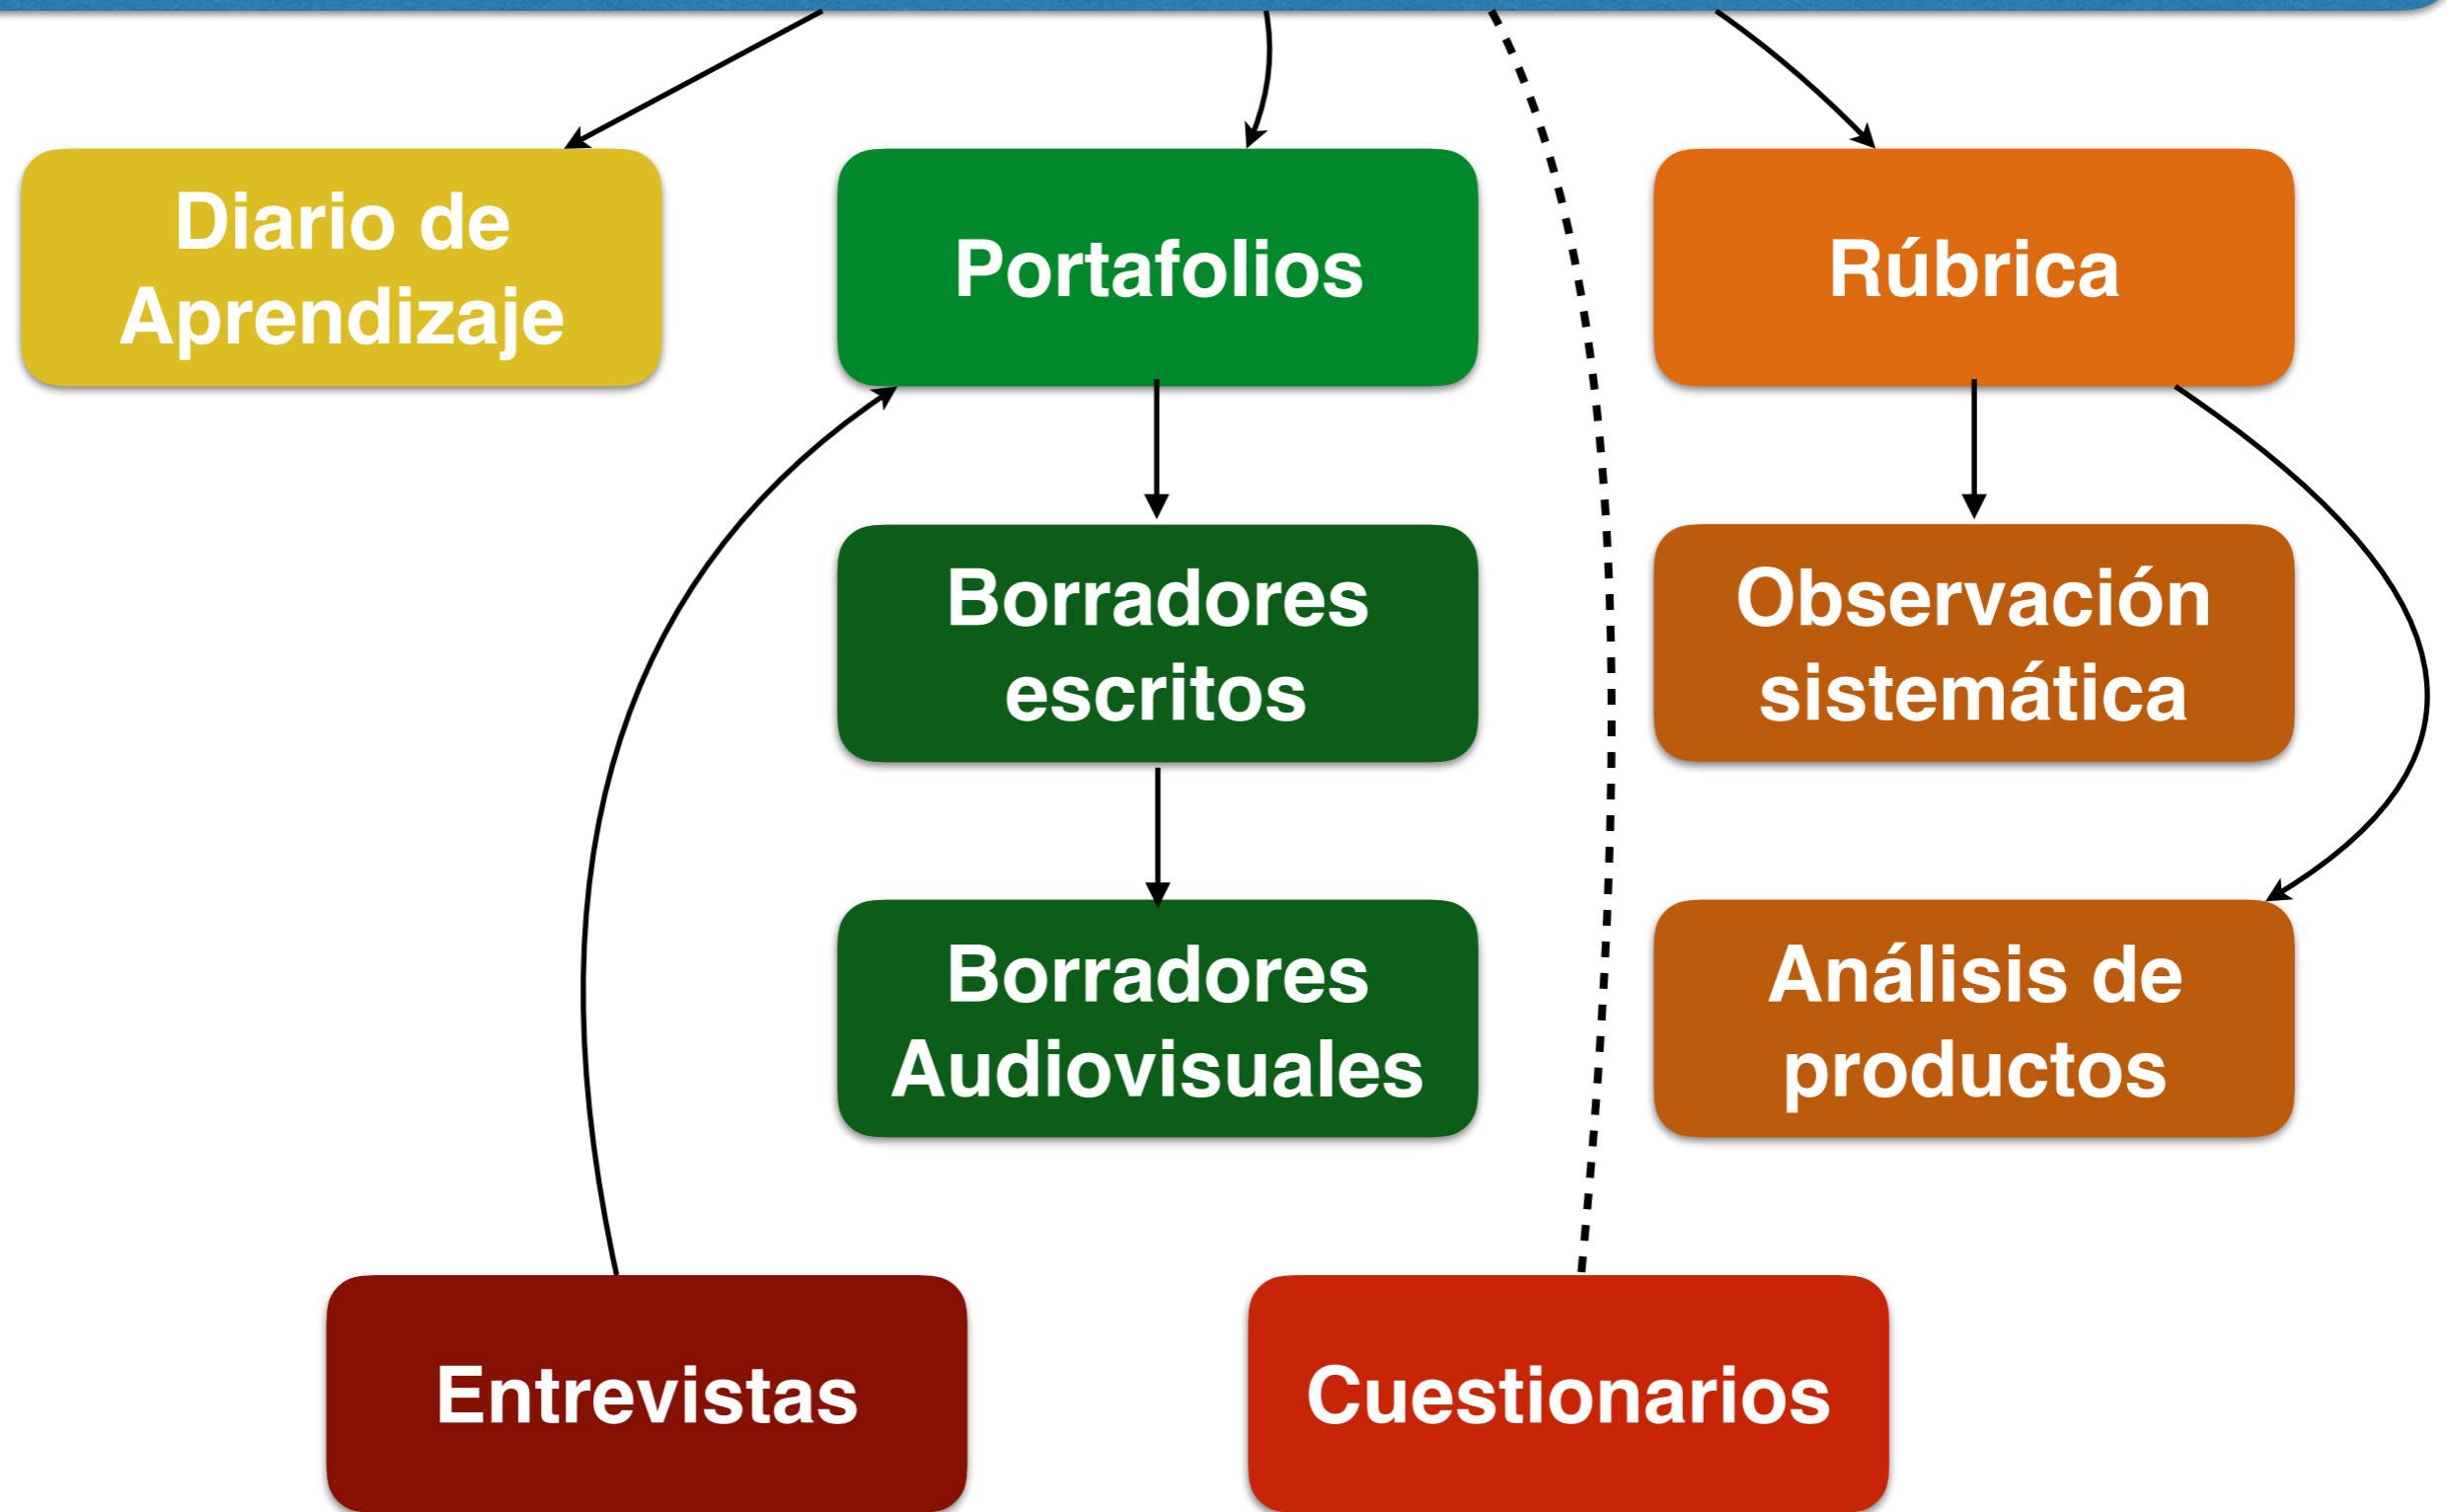 Diario de
Aprendizaje
Portafolios
Rúbrica
Borradores
escritos
Observación
sistemática
Borradores
Audiovisuales
Análisis de
productos
Entrevistas
Cuestionarios